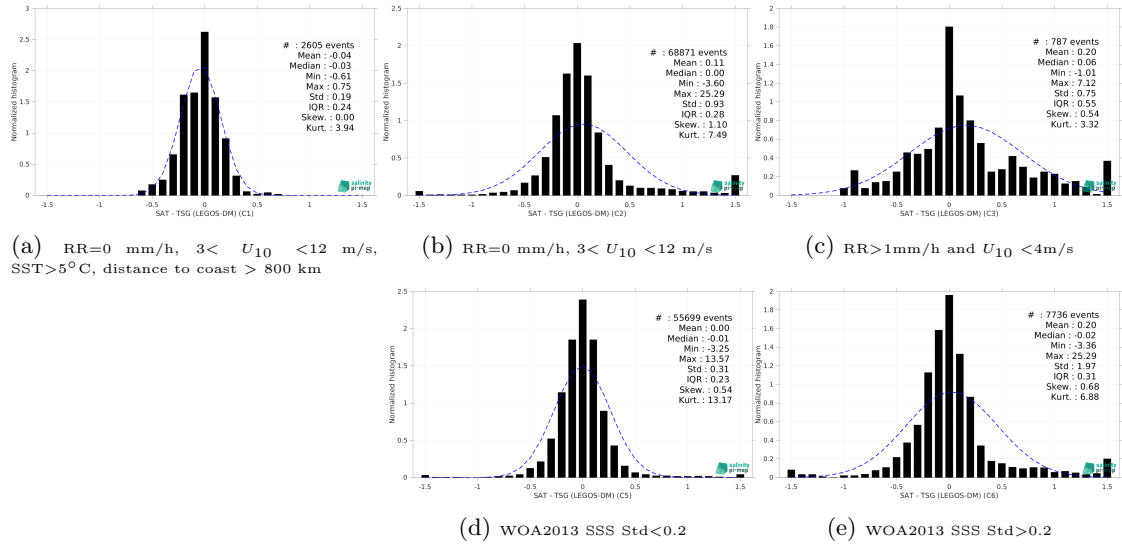 3
2.5
2
1.5
1
0.5
0
-1.5
-1
-0.5
0
0.5
1
1.5
Normalized histogram
SAT - TSG (LEGOS-DM) (C1)
# : 2605 events
Mean : -0.04
Median : -0.03
Min : -0.61
Max : 0.75
Std : 0.19
IQR : 0.24
Skew. : 0.00
Kurt. : 3.94
salinity
pi-mep
(a) RR=0 mm/h, 3< U10 <12 m/s,
SST>5°C, distance to coast > 800 km
2.5
2
1.5
1
0.5
0
-1.5
-1
-0.5
0
0.5
1
1.5
Normalized histogram
SAT - TSG (LEGOS-DM) (C2)
# : 68871 events
Mean : 0.11
Median : 0.00
Min : -3.60
Max : 25.29
Std : 0.93
IQR : 0.28
Skew. : 1.10
Kurt. : 7.49
salinity
pi-mep
(b) RR=0 mm/h, 3< U10 <12 m/s
2
1.8
1.6
1.4
1.2
1
0.8
0.6
0.4
0.2
0
-1.5
-1
-0.5
0
0.5
1
1.5
Normalized histogram
SAT - TSG (LEGOS-DM) (C3)
# : 787 events
Mean : 0.20
Median : 0.06
Min : -1.01
Max : 7.12
Std : 0.75
IQR : 0.55
Skew. : 0.54
Kurt. : 3.32
salinity
pi-mep
(c) RR>1mm/h and U10 <4m/s
2.5
2
1.5
1
0.5
0
-1.5
-1
-0.5
0
0.5
1
1.5
Normalized histogram
SAT - TSG (LEGOS-DM) (C5)
# : 55699 events
Mean : 0.00
Median : -0.01
Min : -3.25
Max : 13.57
Std : 0.31
IQR : 0.23
Skew. : 0.54
Kurt. : 13.17
salinity
pi-mep
(d) WOA2013 SSS Std<0.2
2
1.8
1.6
1.4
1.2
1
0.8
0.6
0.4
0.2
0
-1.5
-1
-0.5
0
0.5
1
1.5
Normalized histogram
SAT - TSG (LEGOS-DM) (C6)
# : 7736 events
Mean : 0.20
Median : -0.02
Min : -3.36
Max : 25.29
Std : 1.97
IQR : 0.31
Skew. : 0.68
Kurt. : 6.88
salinity
pi-mep
(e) WOA2013 SSS Std>0.2